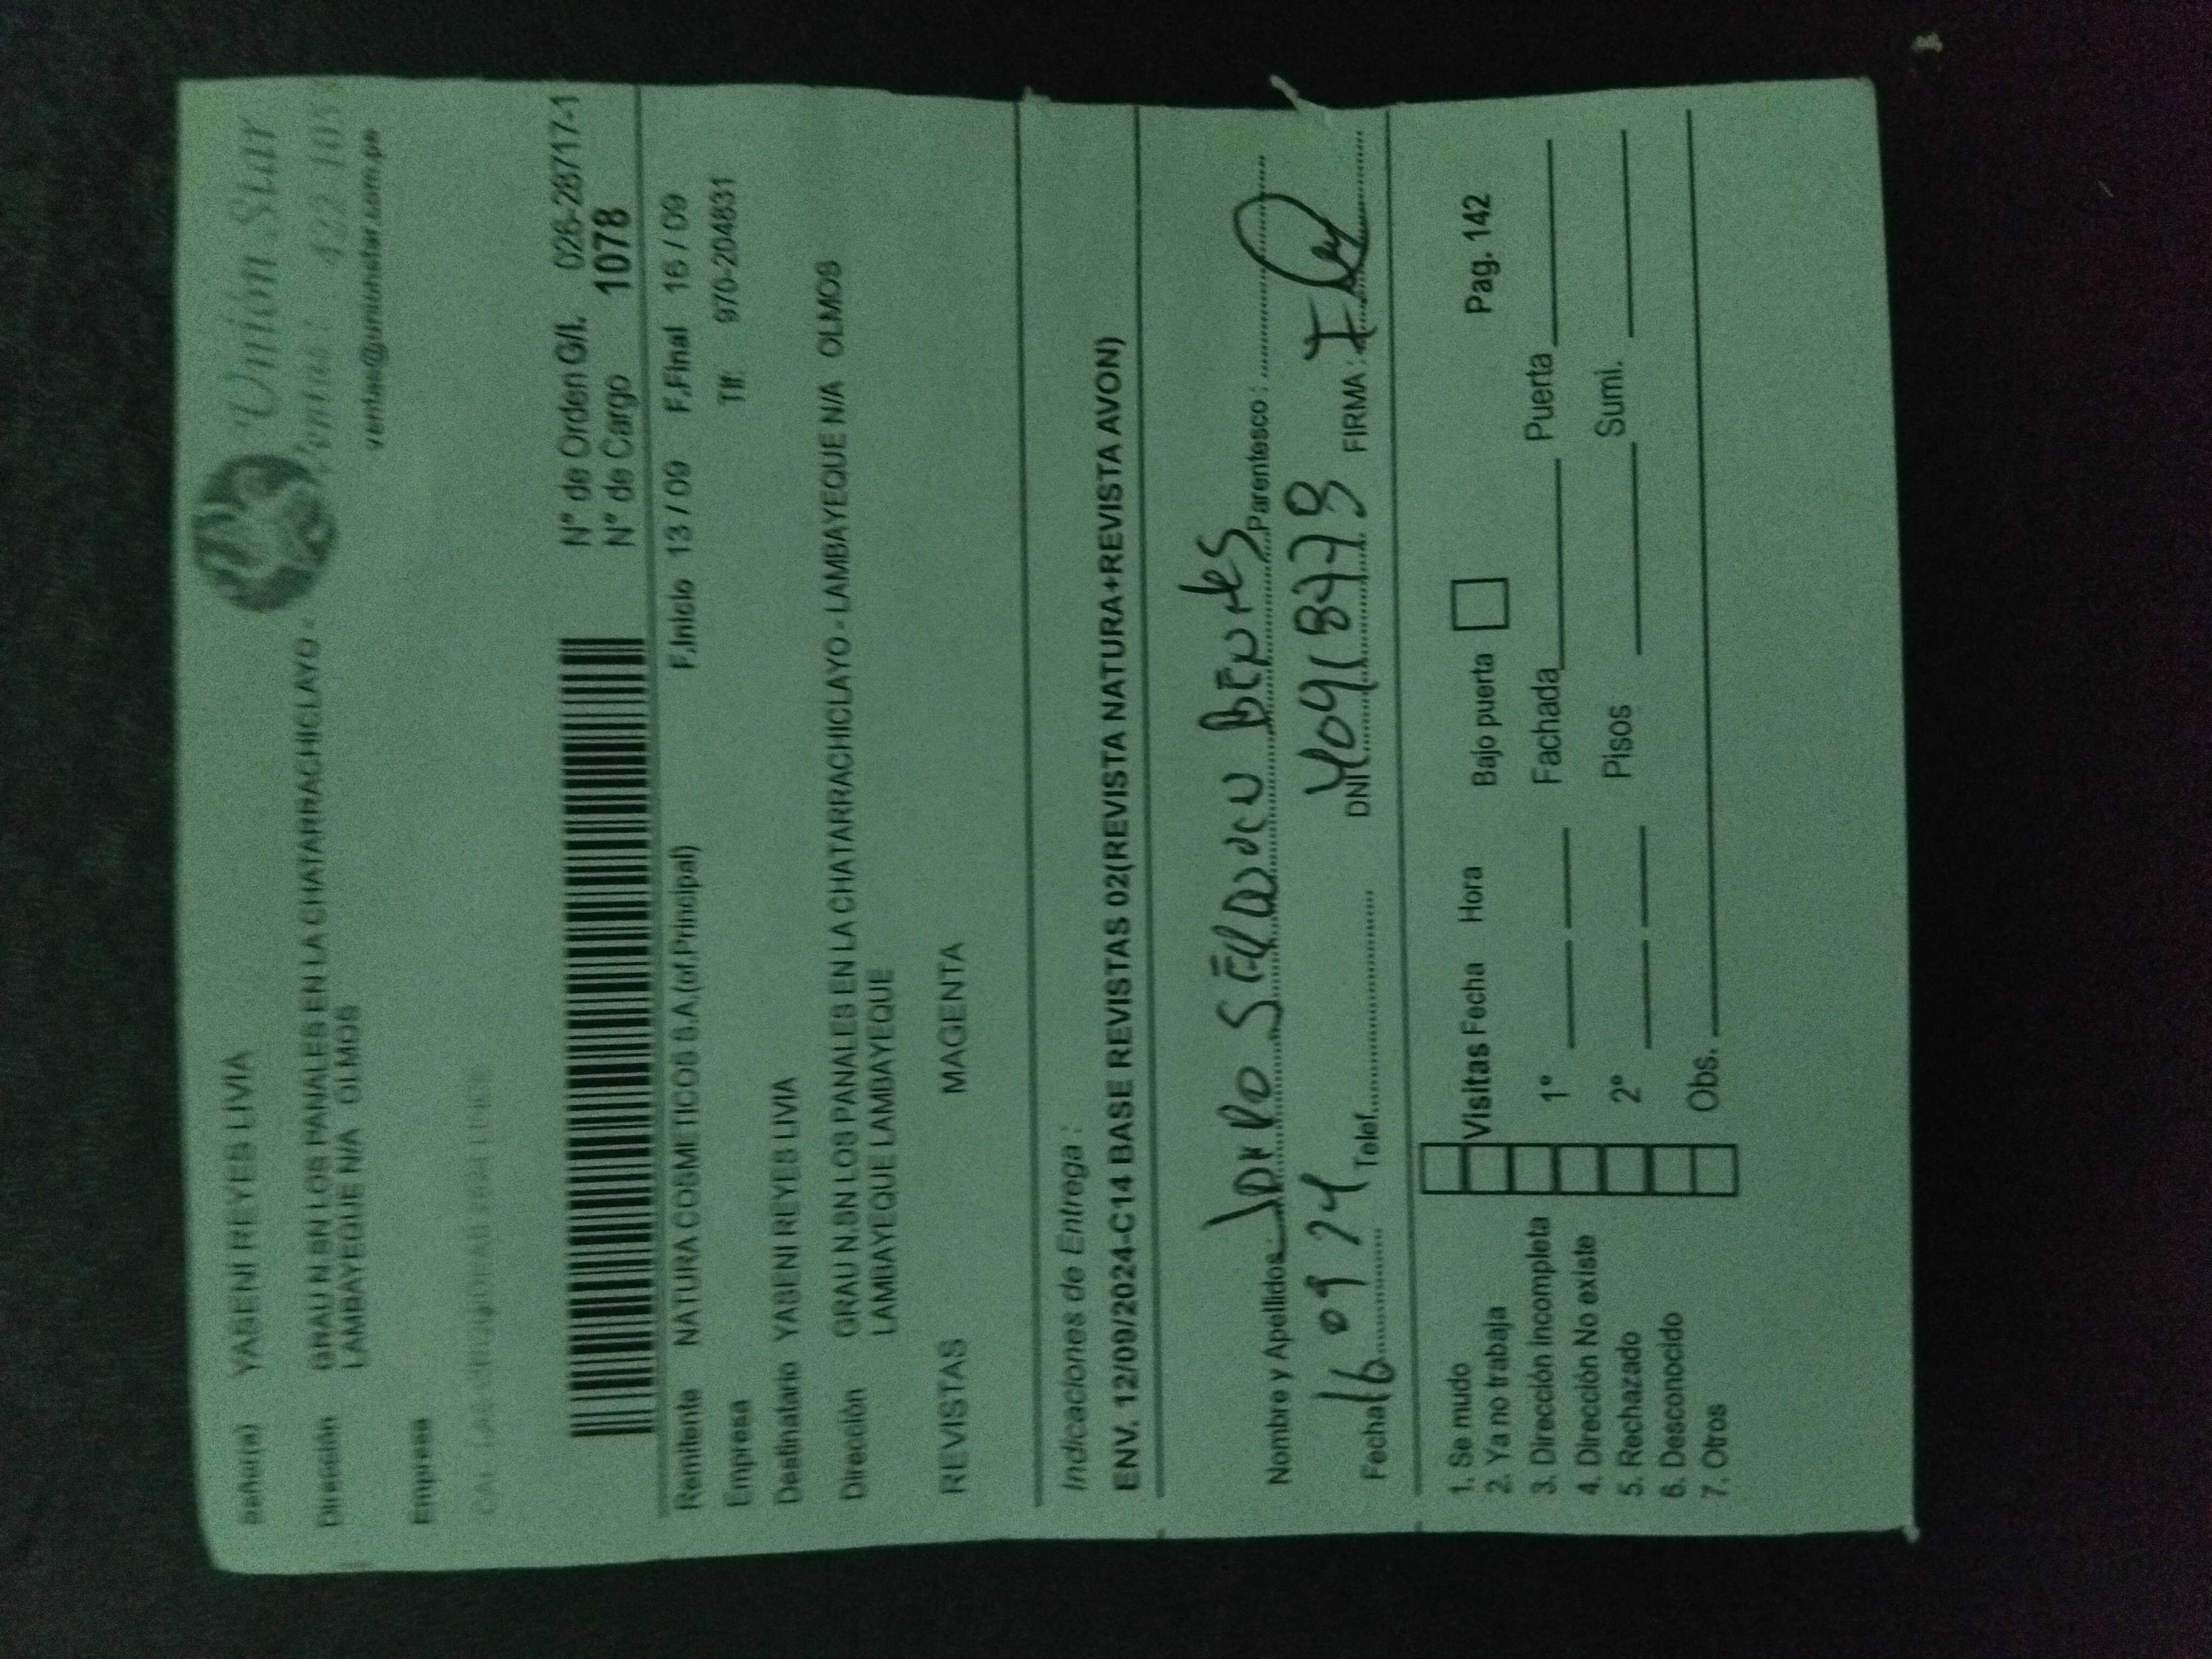 Unión Star
Ventas: 422-105
ventas@unionstar.com.pe
Señor(a) YASENI REYES LIVIA
Dirección GRAU N.SN LOS PANALES EN LA CHATARRACHICLAYO -
LAMBAYEQUE N/A OLMOS
Empresa
N° de Orden G/I. 026-28717-1
N° de Cargo 1078
Remitente NATURA COSMETICOS S.A.(of.Principal) F.Inicio 13 / 09 F.Final 16 / 09
Empresa Tlf: 970-204831
Destinatario YASENI REYES LIVIA
Dirección GRAU N.SN LOS PANALES EN LA CHATARRACHICLAYO - LAMBAYEQUE N/A OLMOS
LAMBAYEQUE LAMBAYEQUE
REVISTAS MAGENTA
Indicaciones de Entrega :
ENV. 12/09/2024-C14 BASE REVISTAS 02(REVISTA NATURA+REVISTA AVON)
Nombre y Apellidos: Parentesco:
Fecha 16 09 24 Telef. DNI FIRMA:
1. Se mudo
2. Ya no trabaja
3. Dirección incompleta
4. Dirección No existe
5. Rechazado
6. Desconocido
7. Otros
Visitas Fecha Hora Bajo puerta Pag. 142
1° Fachada Puerta
2° Pisos Sumi.
Obs.